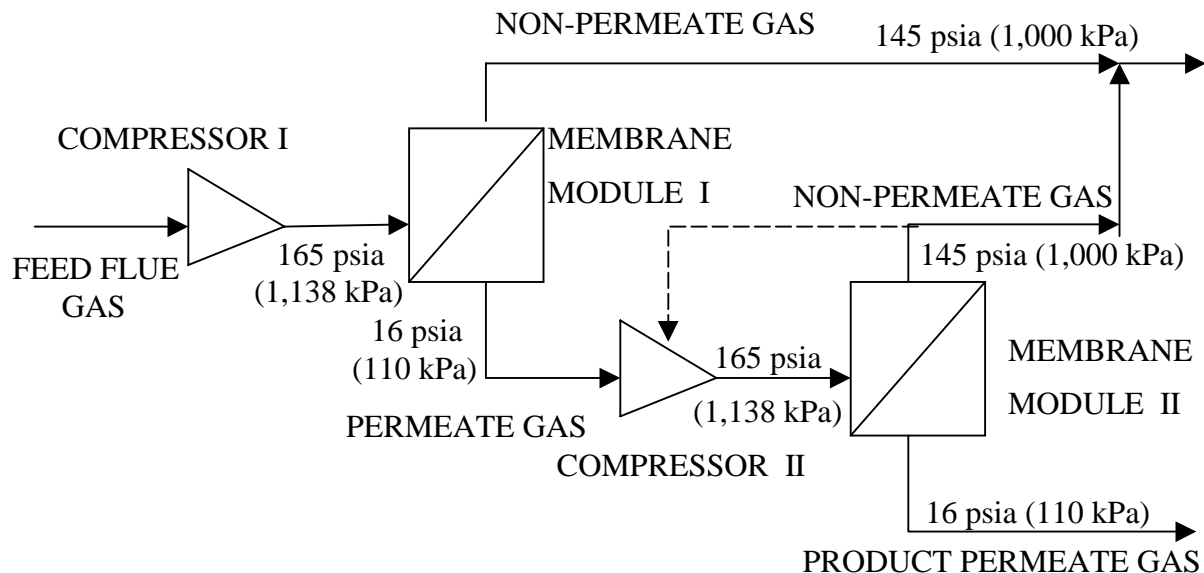 NON-PERMEATE GAS
145 psia (1,000 kPa)
COMPRESSOR I
MEMBRANE
MODULE I
NON-PERMEATE GAS
FEED FLUE
GAS
165 psia
(1,138 kPa)
145 psia (1,000 kPa)
16 psia
(110 kPa)
165 psia
(1,138 kPa)
MEMBRANE
MODULE II
PERMEATE GAS
COMPRESSOR II
16 psia (110 kPa)
PRODUCT PERMEATE GAS